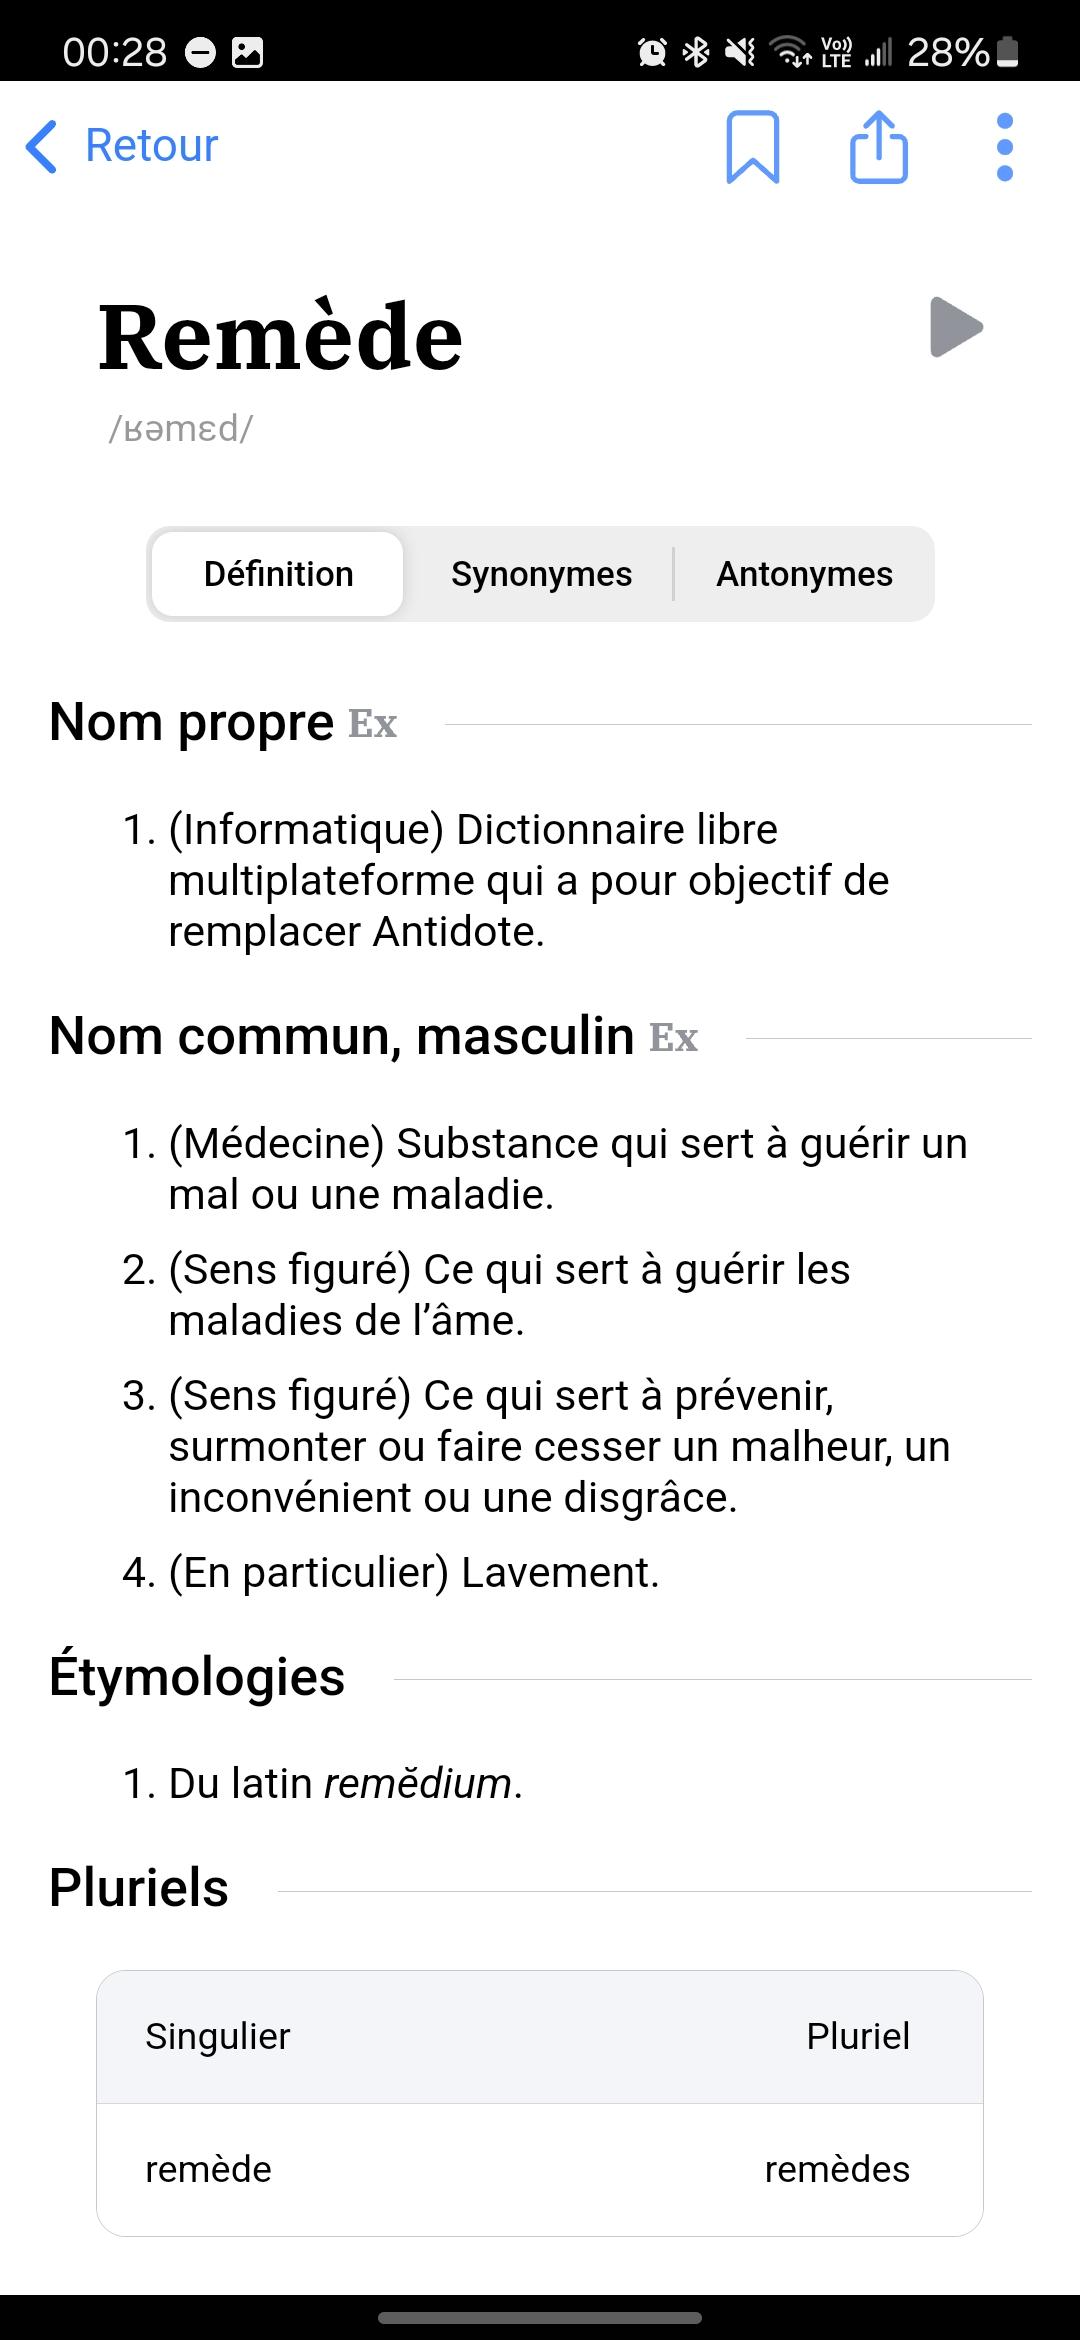 00:28
Vo)) LTE 28%
Retour
Remède
/ʁəmɛd/
Définition Synonymes Antonymes
Nom propre Ex
1. (Informatique) Dictionnaire libre
multiplateforme qui a pour objectif de
remplacer Antidote.
Nom commun, masculin Ex
1. (Médecine) Substance qui sert à guérir un
mal ou une maladie.
2. (Sens figuré) Ce qui sert à guérir les
maladies de l’âme.
3. (Sens figuré) Ce qui sert à prévenir,
surmonter ou faire cesser un malheur, un
inconvénient ou une disgrâce.
4. (En particulier) Lavement.
Étymologies
1. Du latin remĕdium.
Pluriels
Singulier Pluriel
remède remèdes